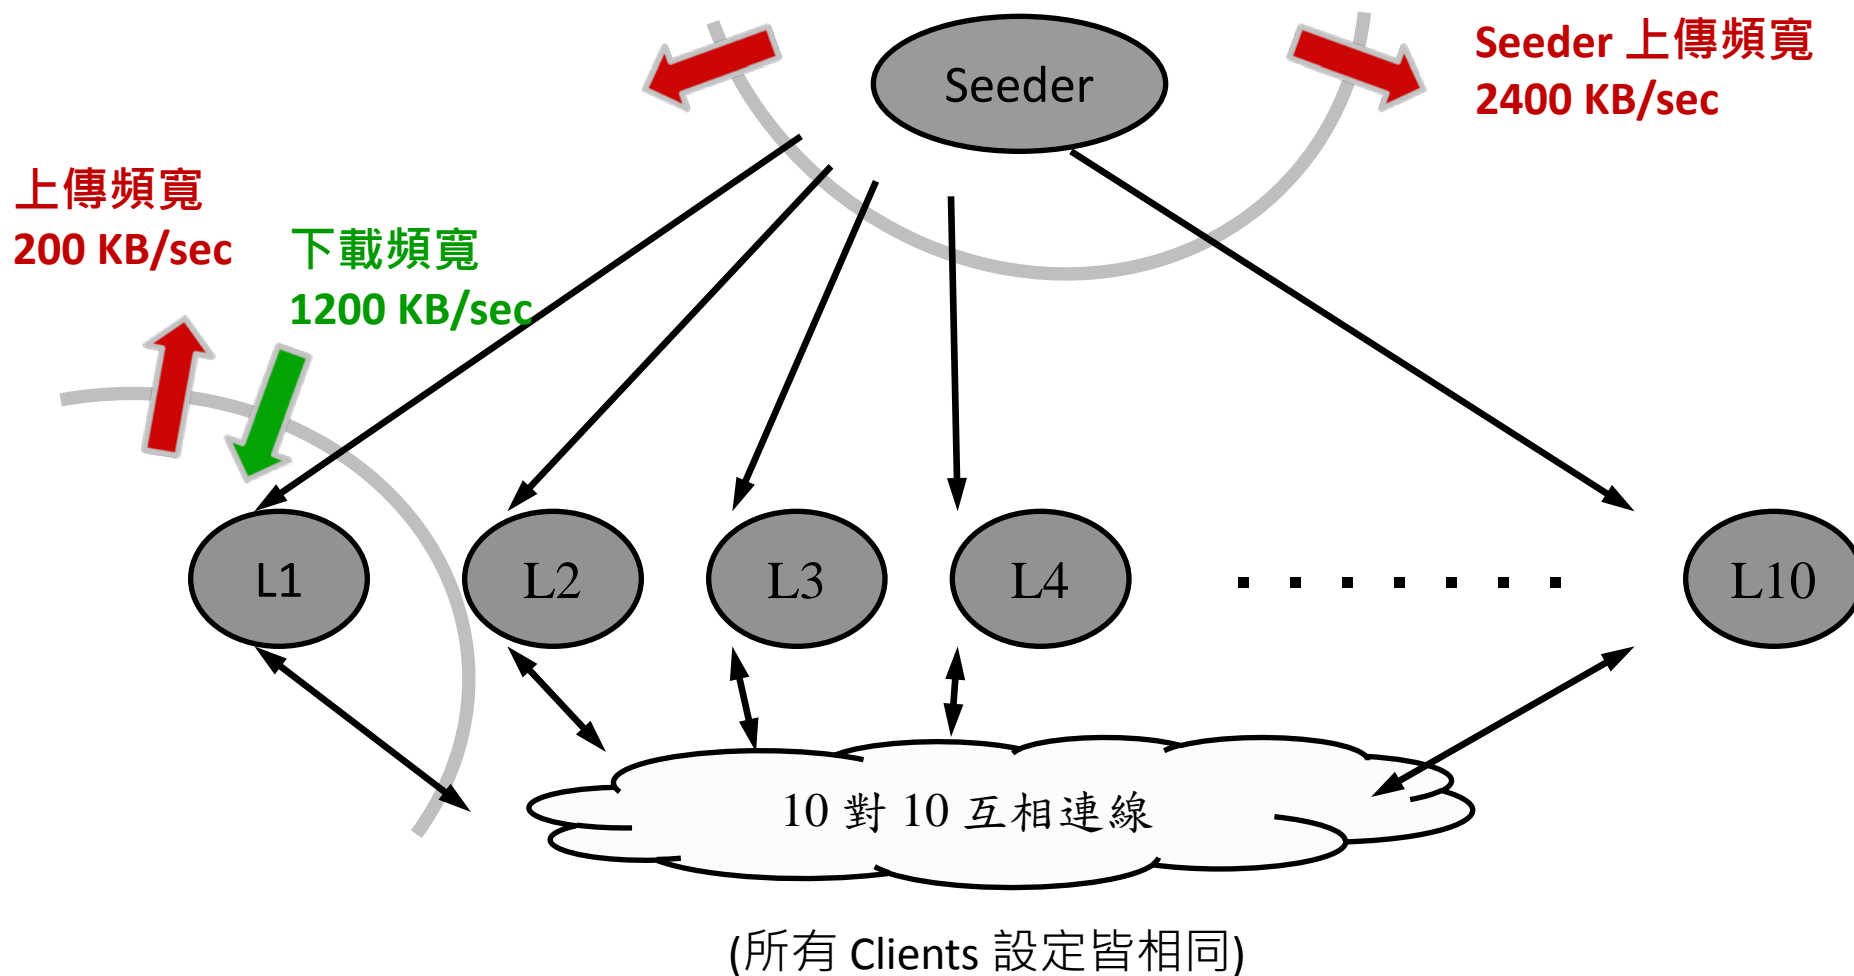 Seeder
Seeder 上傳頻寬
2400 KB/sec
上傳頻寬
200 KB/sec
下載頻寬
1200 KB/sec
L1
L2
L3
L4
L10
10 對 10 互相連線
(所有 Clients 設定皆相同)